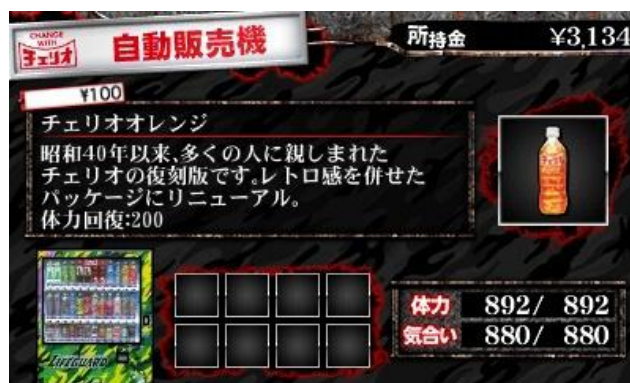 CHANGE
WITH
チェリオ
自動販売機
所持金 ¥3,134
¥100
チェリオオレンジ
昭和40年以来､多くの人に親しまれた
チェリオの復刻版です｡レトロ感を併せた
パッケージにリニューアル。
体力回復:200
LIFEGUARD
体力 892/ 892
気合い 880/ 880